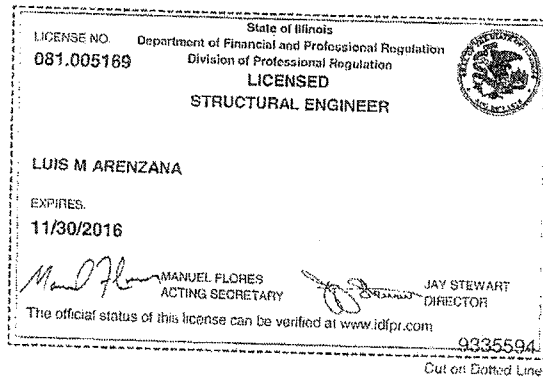 State of Illinois
LICENSE NO. Department of Financial and Professional Regulation
081.005169 Division of Professional Regulation
LICENSED
STRUCTURAL ENGINEER
LUIS M ARENZANA
EXPIRES:
11/30/2016
MANUEL FLORES
ACTING SECRETARY
JAY STEWART
DIRECTOR
The official status of this license can be verified at www.idfpr.com
9335594
Cut on Dotted Line